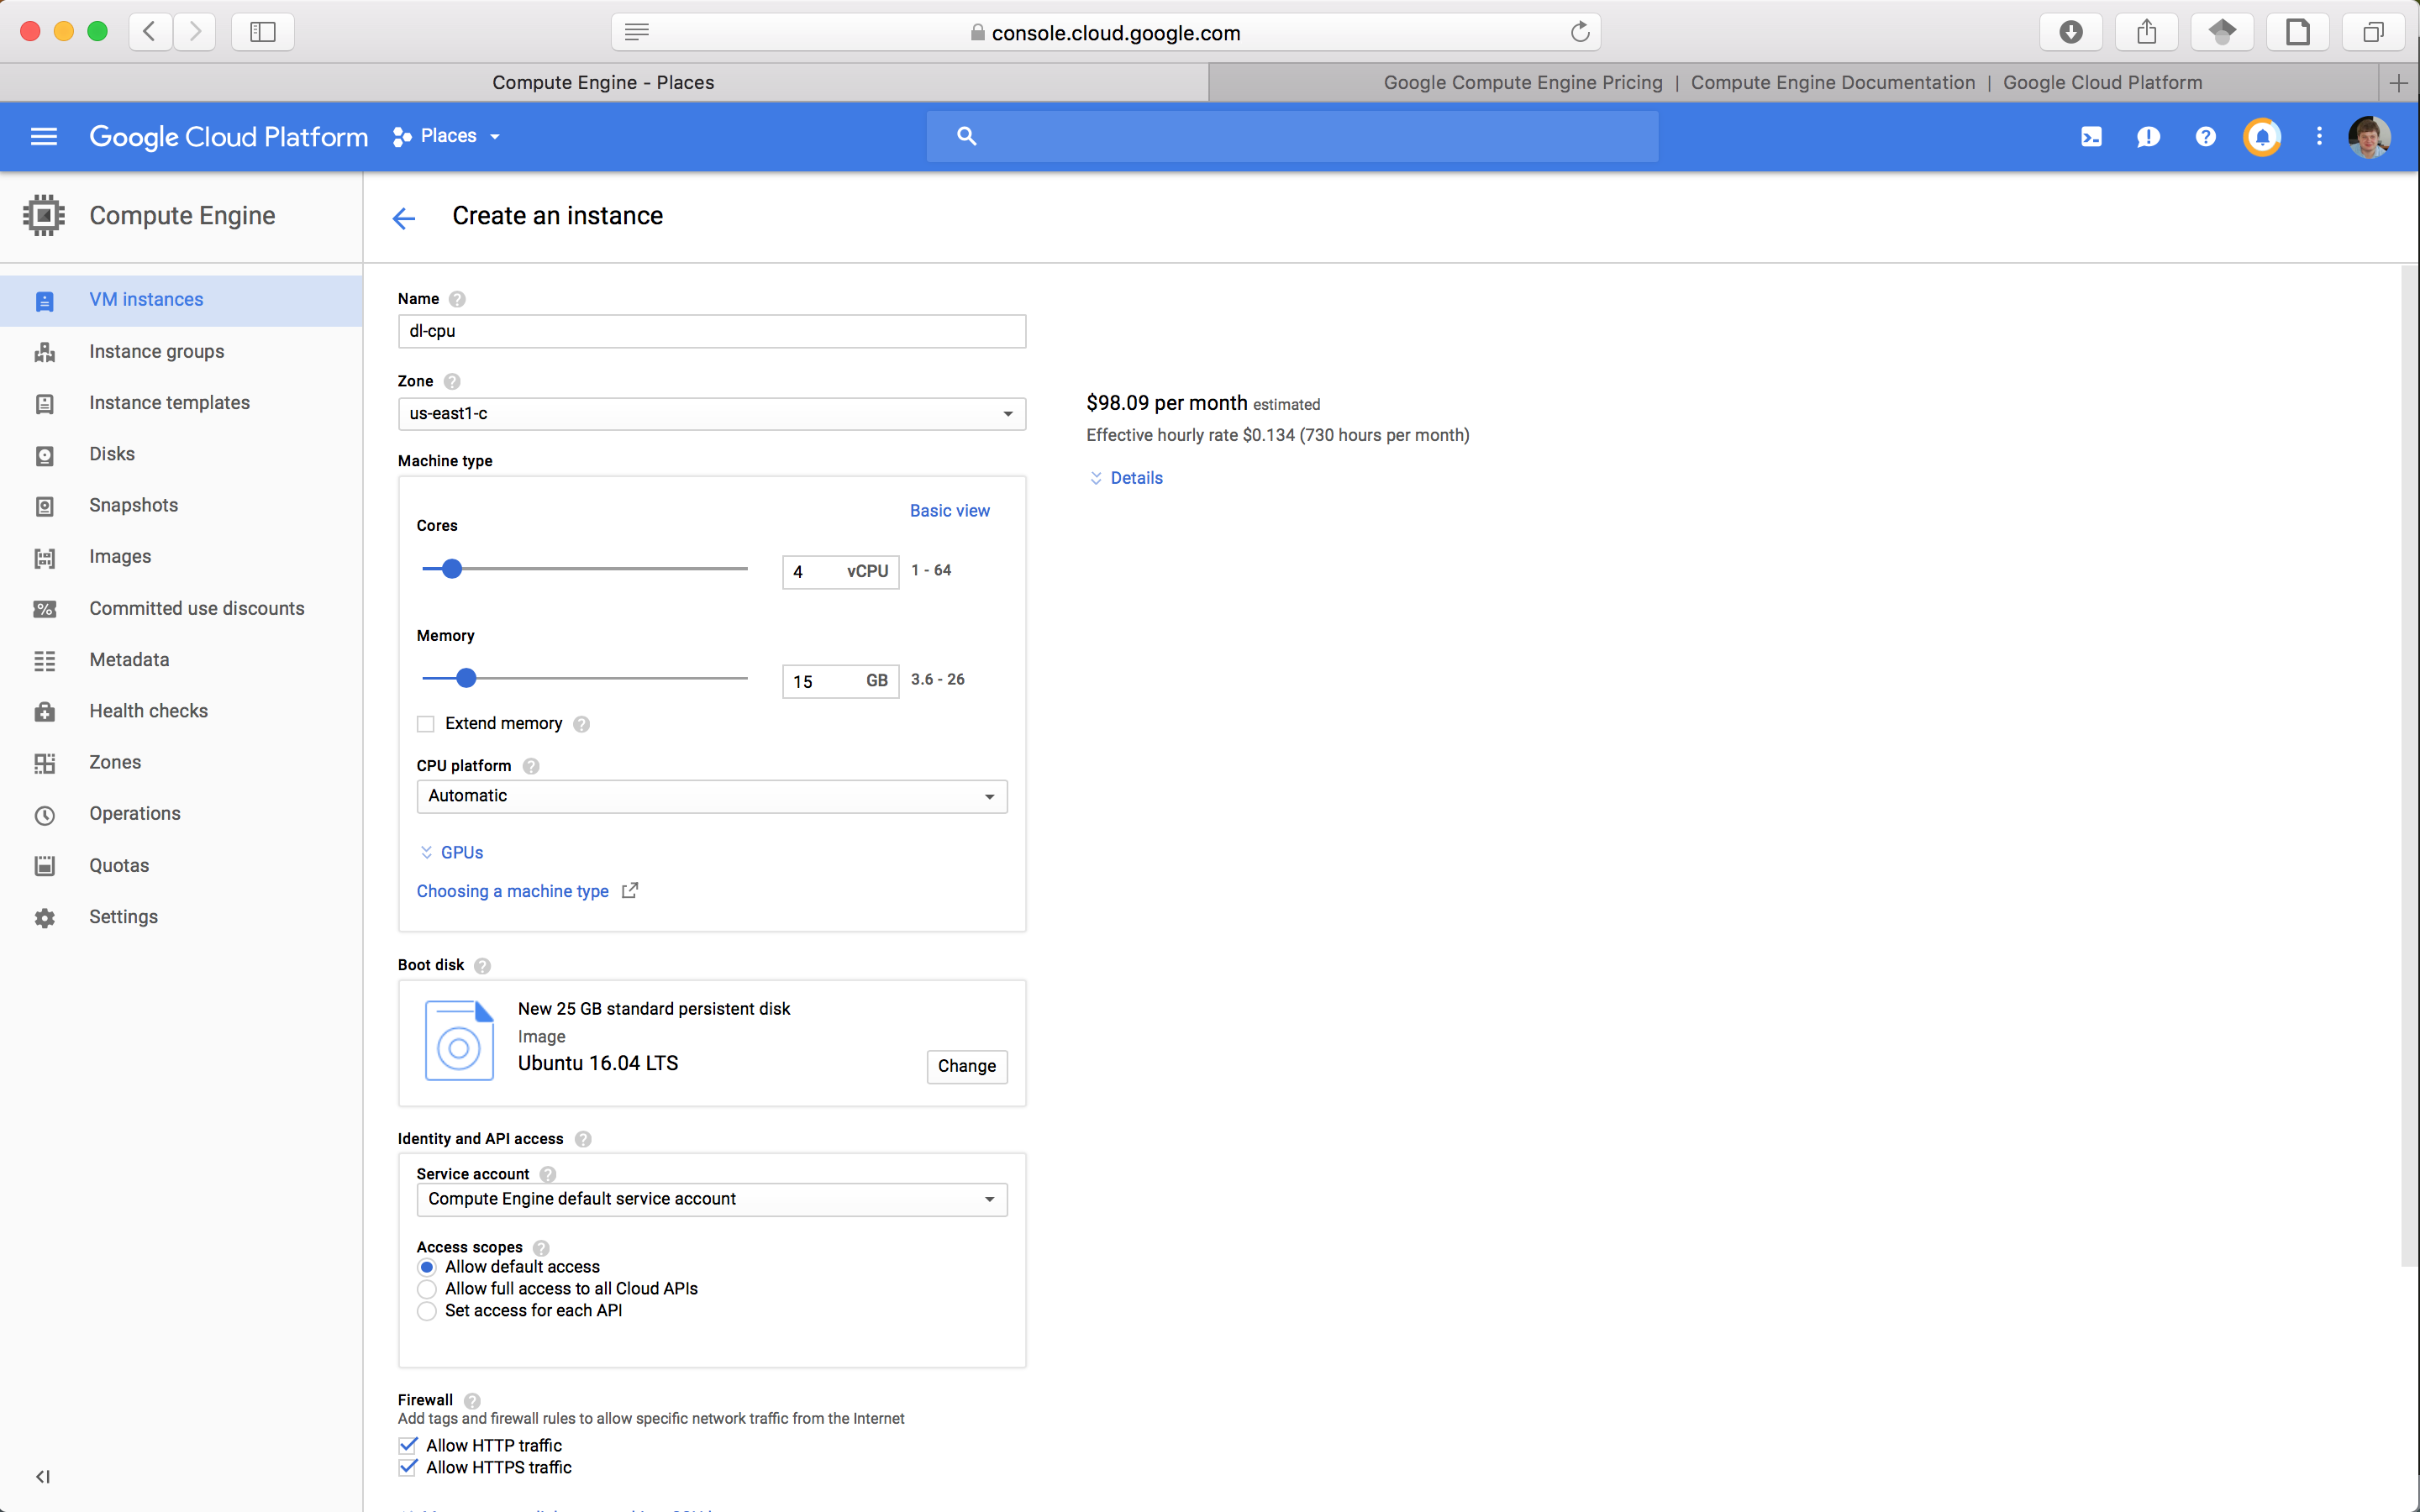 console.cloud.google.com
Compute Engine - Places
Google Compute Engine Pricing | Compute Engine Documentation | Google Cloud Platform
Google Cloud Platform
Places
Compute Engine
Create an instance
VM instances
Instance groups
Instance templates
Disks
Snapshots
Images
Committed use discounts
Metadata
Health checks
Zones
Operations
Quotas
Settings
Name
dl-cpu
Zone
us-east1-c
Machine type
Basic view
Cores
4 vCPU 1 - 64
Memory
15 GB 3.6 - 26
Extend memory
CPU platform
Automatic
GPUs
Choosing a machine type
Boot disk
New 25 GB standard persistent disk
Image
Ubuntu 16.04 LTS
Change
Identity and API access
Service account
Compute Engine default service account
Access scopes
Allow default access
Allow full access to all Cloud APIs
Set access for each API
Firewall
Add tags and firewall rules to allow specific network traffic from the Internet
Allow HTTP traffic
Allow HTTPS traffic
$98.09 per month estimated
Effective hourly rate $0.134 (730 hours per month)
Details